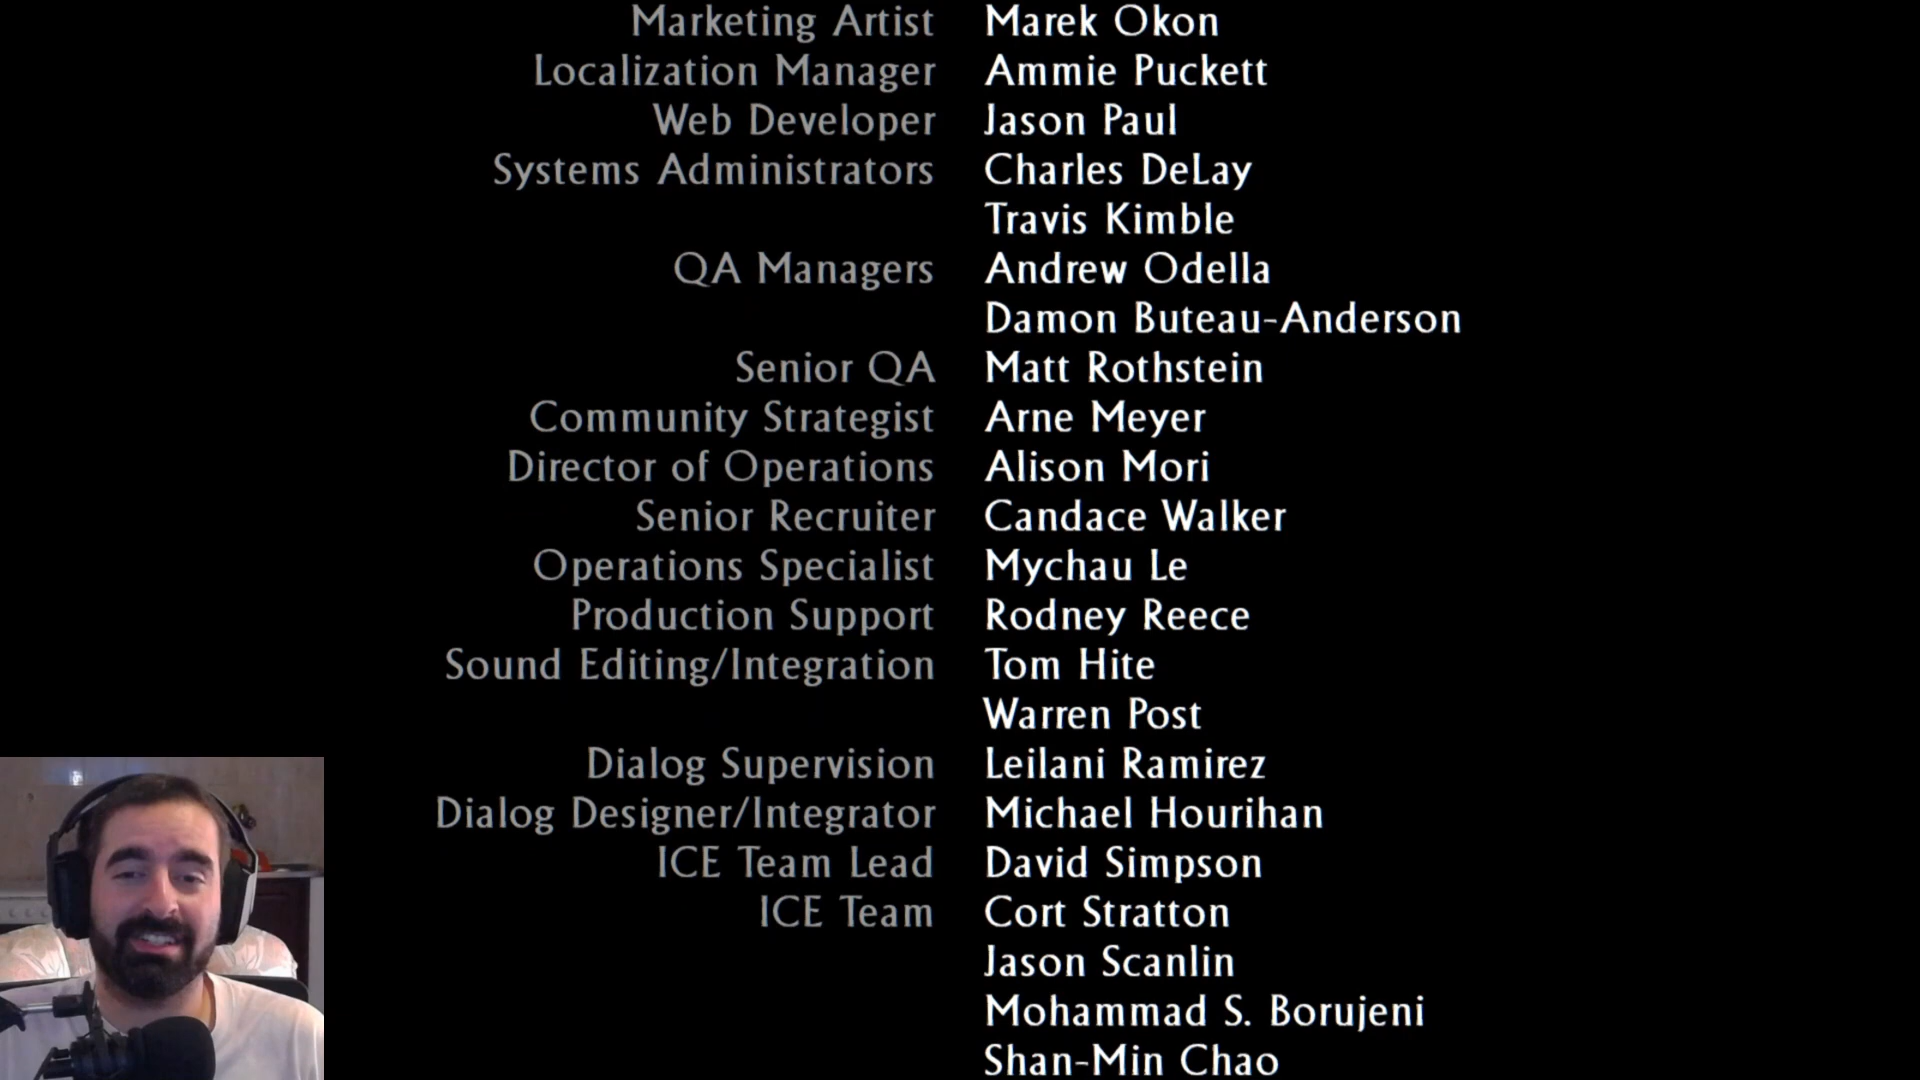 Marketing Artist Marek Okon
Localization Manager Ammie Puckett
Web Developer Jason Paul
Systems Administrators Charles DeLay
Travis Kimble
QA Managers Andrew Odella
Damon Buteau-Anderson
Senior QA Matt Rothstein
Community Strategist Arne Meyer
Director of Operations Alison Mori
Senior Recruiter Candace Walker
Operations Specialist Mychau Le
Production Support Rodney Reece
Sound Editing/Integration Tom Hite
Warren Post
Dialog Supervision Leilani Ramirez
Dialog Designer/Integrator Michael Hourihan
ICE Team Lead David Simpson
ICE Team Cort Stratton
Jason Scanlin
Mohammad S. Borujeni
Shan-Min Chao